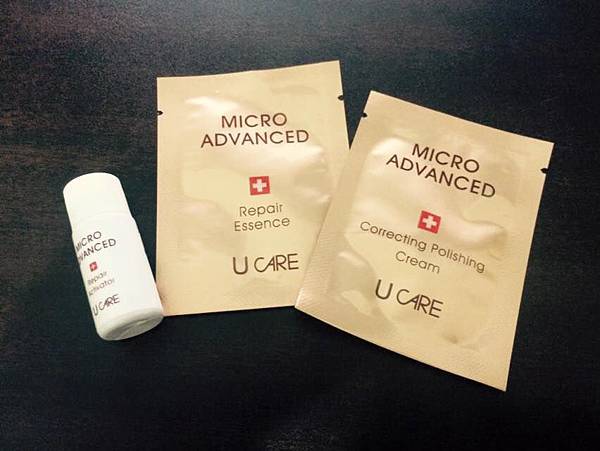 MICRO
ADVANCED
Repair
Activator
U CARE
MICRO
ADVANCED
Repair
Essence
U CARE
MICRO
ADVANCED
Correcting Polishing
Cream
U CARE